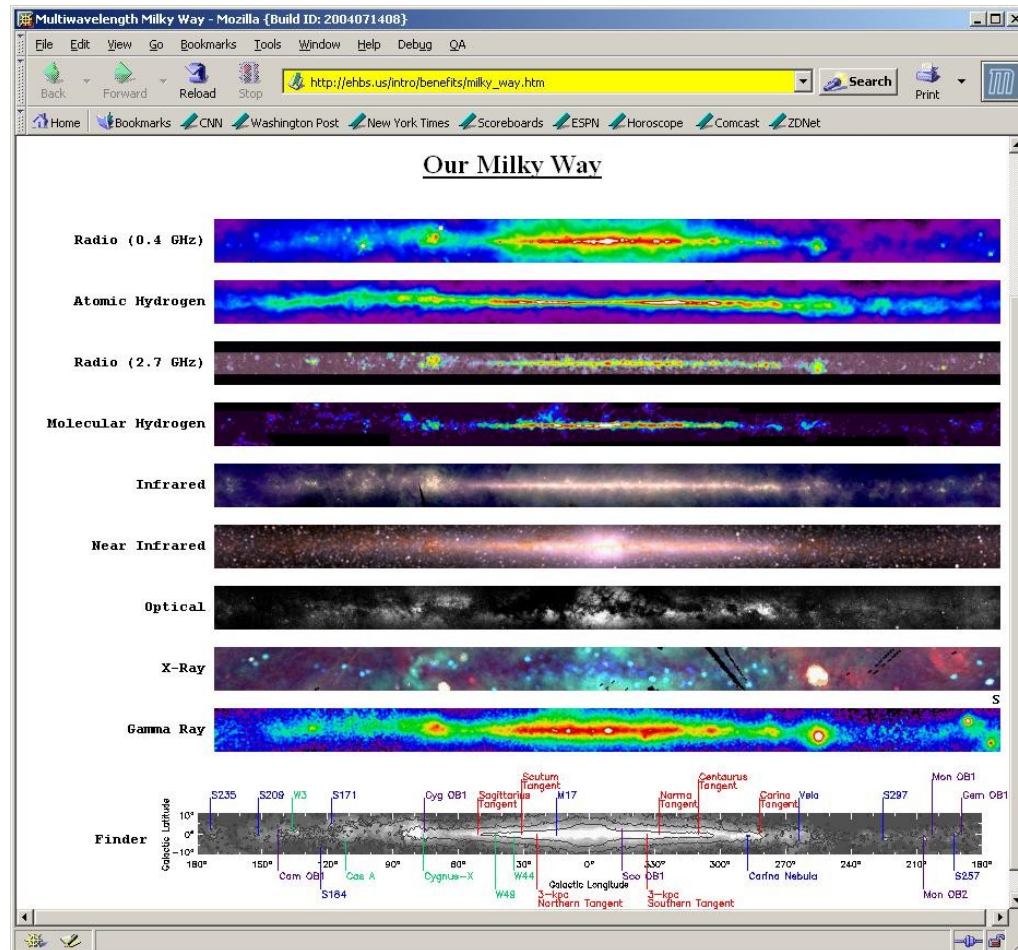 Multiwavelength Milky Way - Mozilla {Build ID: 2004071408}
File Edit View Go Bookmarks Tools Window Help Debug QA
Back Forward Reload Stop http://ehbs.us/intro/benefits/milky_way.htm Search Print
Home Bookmarks CNN Washington Post New York Times Scoreboards ESPN Horoscope Comcast ZDNet
Our Milky Way
Radio (0.4 GHz)
Atomic Hydrogen
Radio (2.7 GHz)
Molecular Hydrogen
Infrared
Near Infrared
Optical
X-Ray
S
Gamma Ray
Scutum Tangent
Centaurus Tangent
Mon OB1
S235 S209 W3 S171 Cyg OB1 Sagittarius Tangent M17 Norma Tangent Carina Tangent Vela S297 Gem OB1
Finder
Galactic Latitude
10°
0°
-10°
180° 150° 120° 90° 60° 30° 0° 330° 300° 270° 240° 210° 180°
Cam OB1 Cas A Cygnus-X W44 Sco OB1 Carina Nebula S257
Galactic Longitude
S184 W49 3-kpc Northern Tangent 3-kpc Southern Tangent Mon OB2